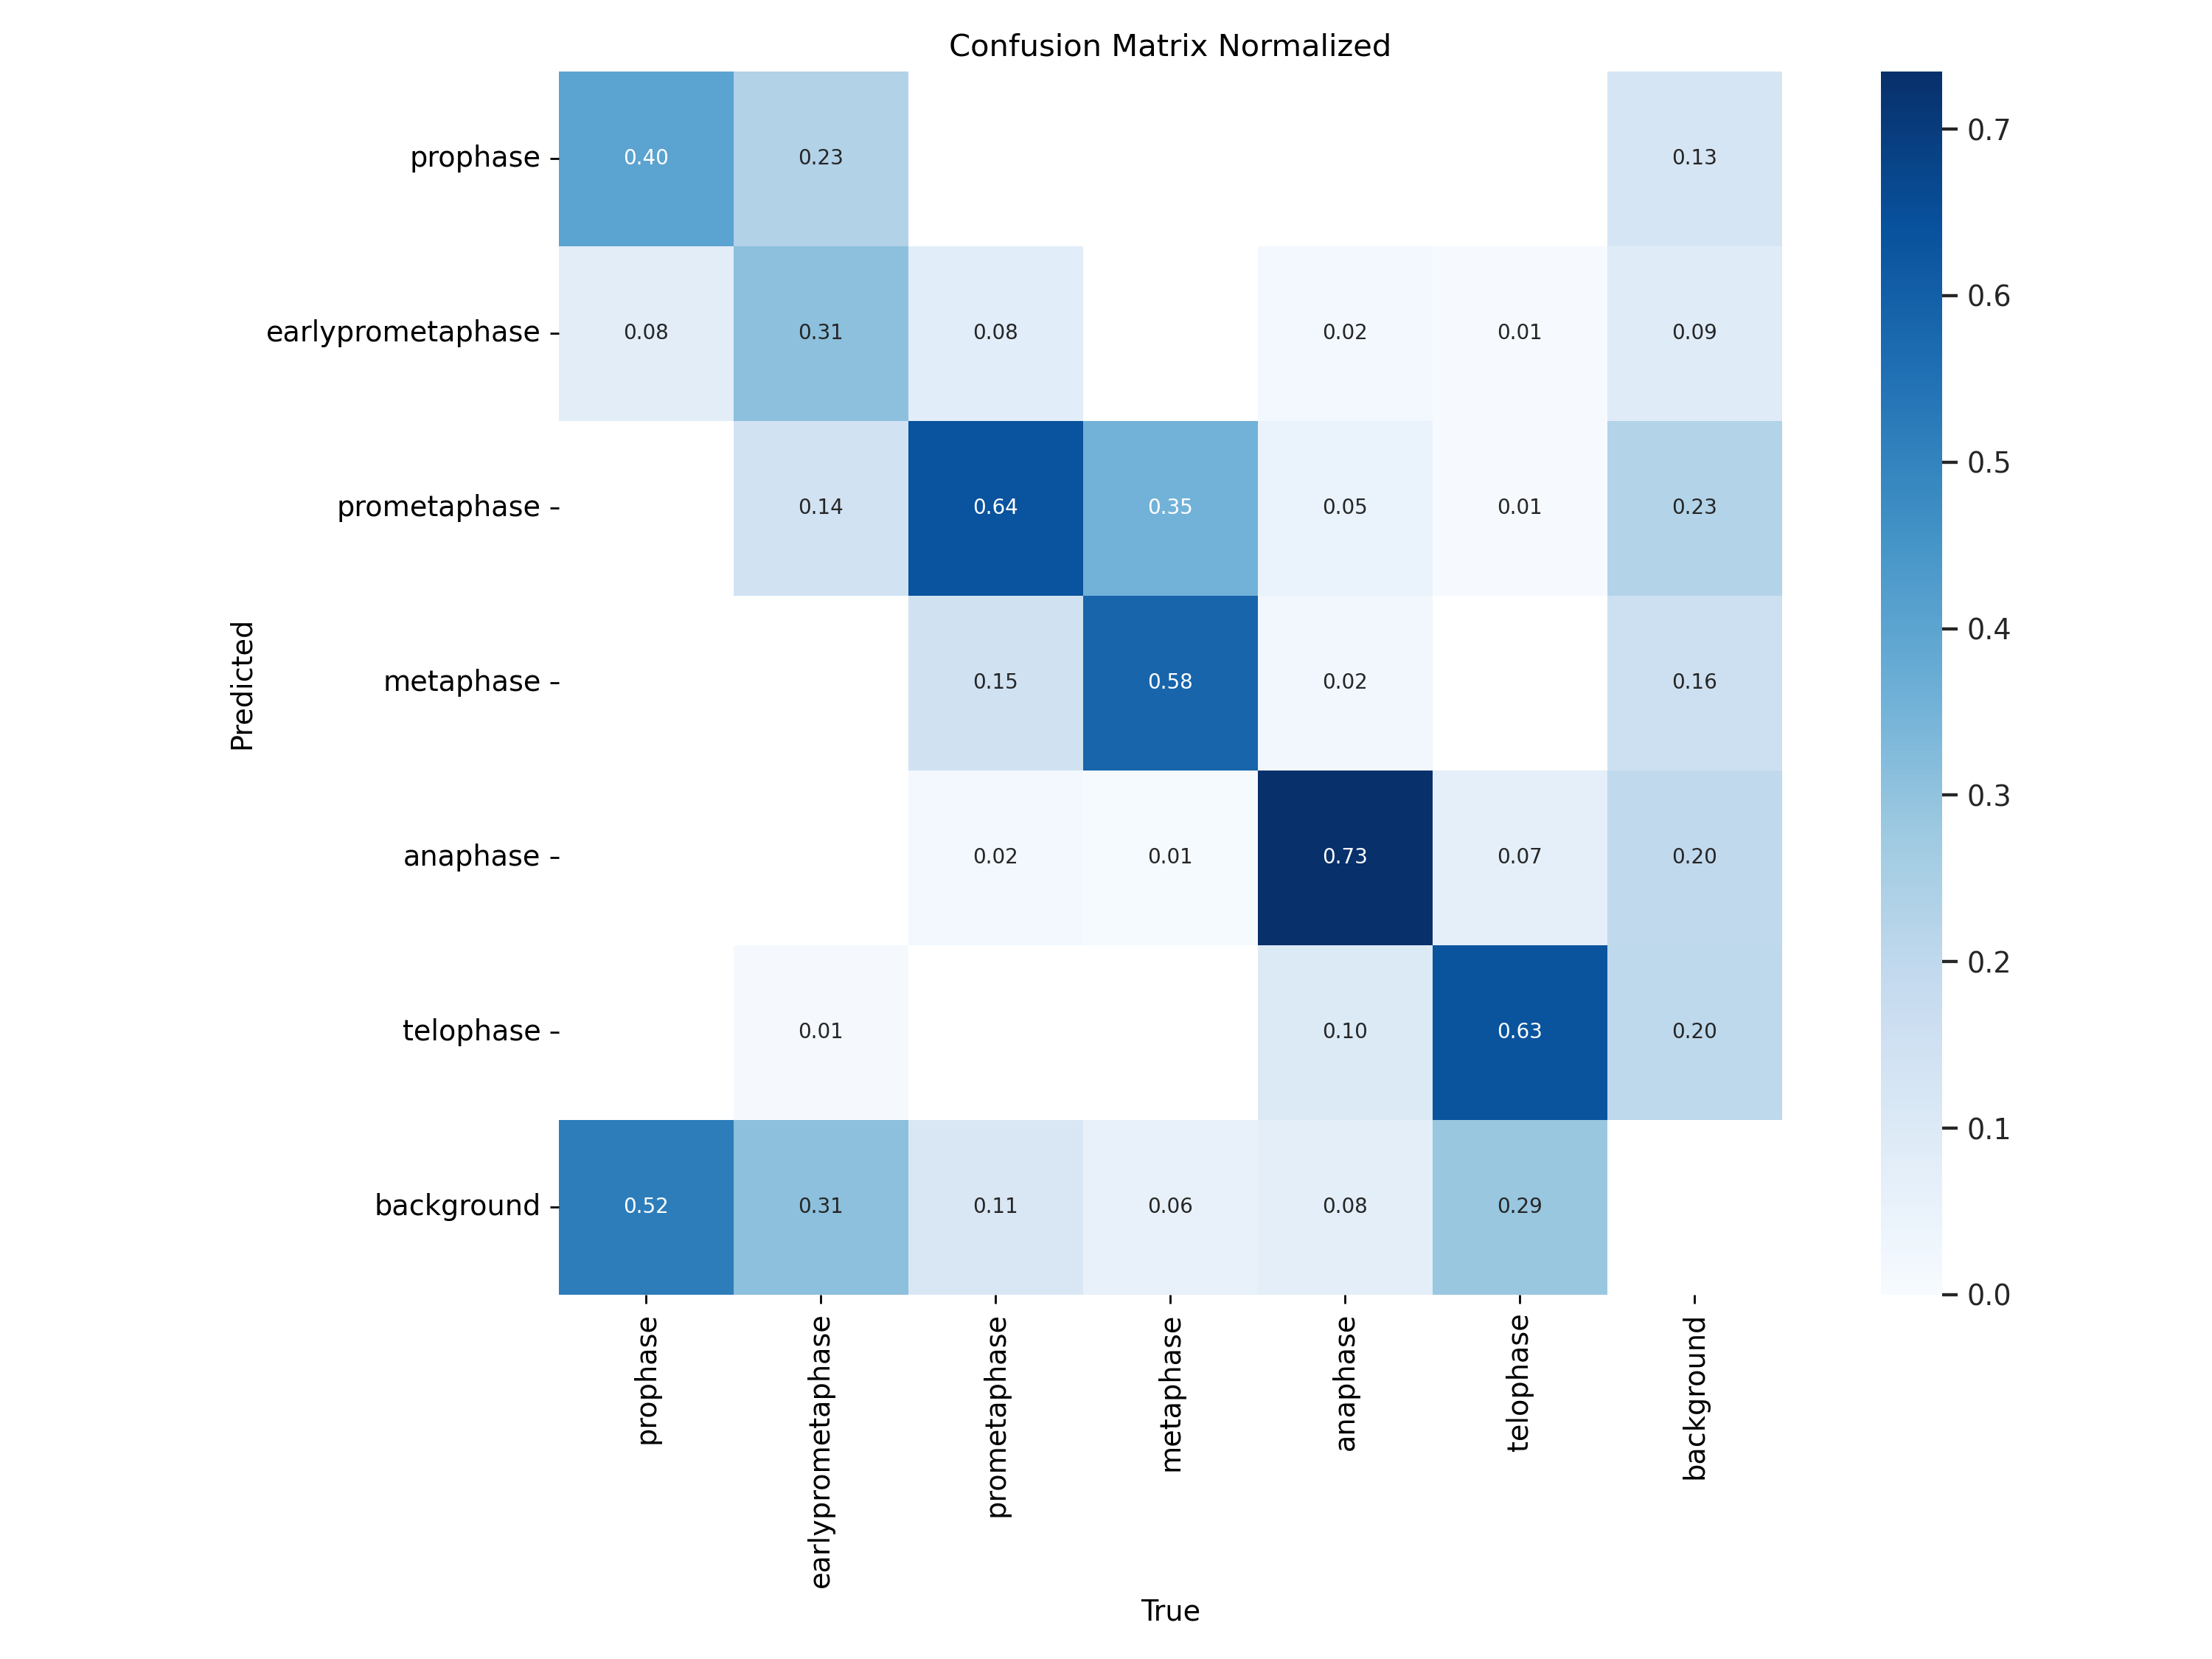 Confusion Matrix Normalized
prophase
0.40
0.23
0.13
0.7
earlyprometaphase
0.08
0.31
0.08
0.02
0.01
0.09
0.6
prometaphase
0.14
0.64
0.35
0.05
0.01
0.23
0.5
Predicted
metaphase
0.15
0.58
0.02
0.16
0.4
anaphase
0.02
0.01
0.73
0.07
0.20
0.3
telophase
0.01
0.10
0.63
0.20
0.2
background
0.52
0.31
0.11
0.06
0.08
0.29
0.1
0.0
prophase
earlyprometaphase
prometaphase
metaphase
anaphase
telophase
background
True